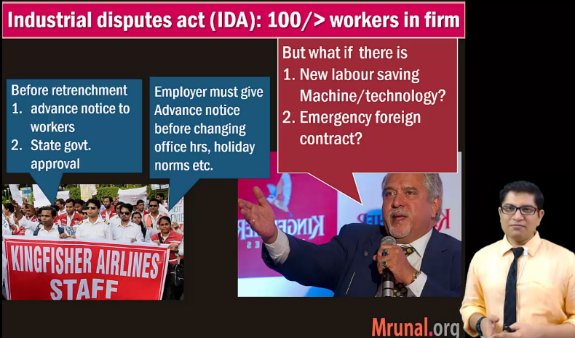 Industrial disputes act (IDA): 100/> workers in firm
Before retrenchment
1. advance notice to
workers
2. State govt.
approval
Employer must give
Advance notice
before changing
office hrs, holiday
norms etc.
But what if there is
1. New labour saving
Machine/technology?
2. Emergency foreign
contract?
KINGFISHER AIRLINES
STAFF
KINGFISHER
Mrunal.org